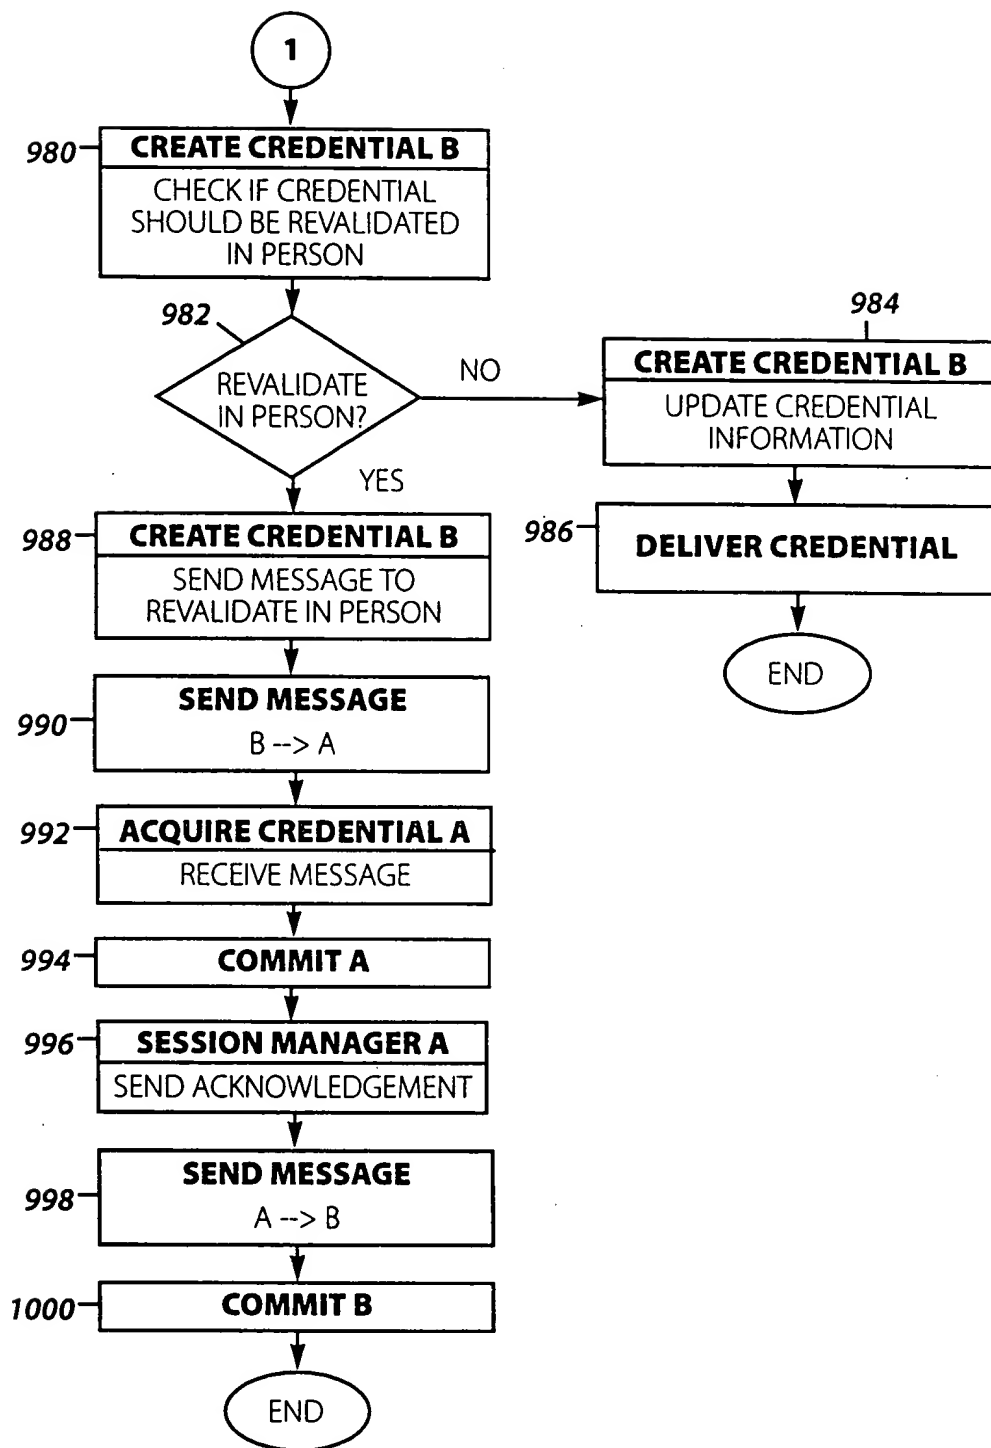 1
980
CREATE CREDENTIAL B
CHECK IF CREDENTIAL
SHOULD BE REVALIDATED
IN PERSON
982
REVALIDATE
IN PERSON?
NO
YES
984
CREATE CREDENTIAL B
UPDATE CREDENTIAL
INFORMATION
986
DELIVER CREDENTIAL
END
988
CREATE CREDENTIAL B
SEND MESSAGE TO
REVALIDATE IN PERSON
990
SEND MESSAGE
B --> A
992
ACQUIRE CREDENTIAL A
RECEIVE MESSAGE
994
COMMIT A
996
SESSION MANAGER A
SEND ACKNOWLEDGEMENT
998
SEND MESSAGE
A --> B
1000
COMMIT B
END